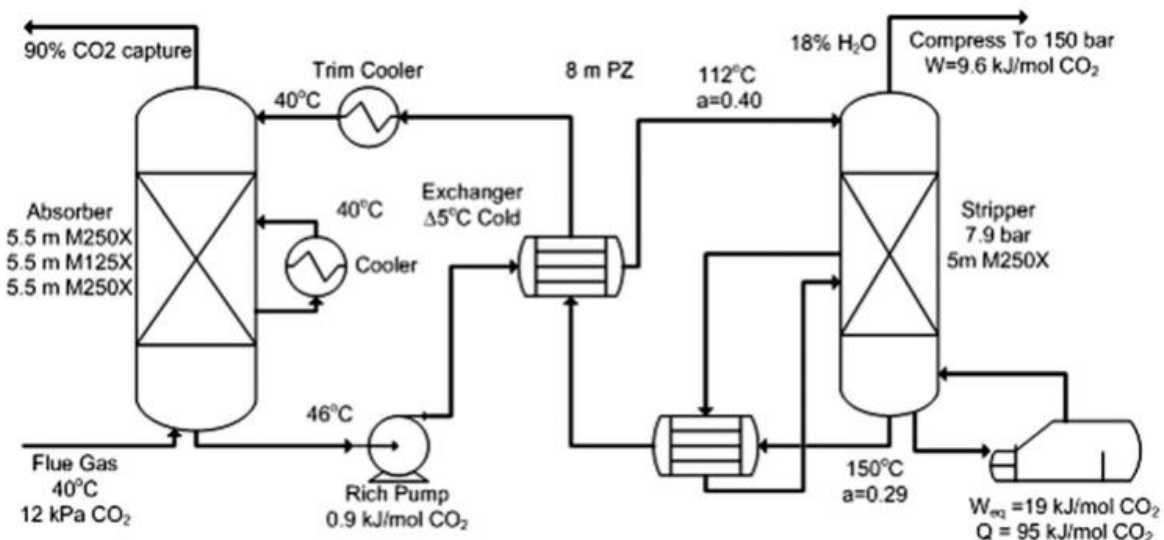 90% CO2 capture
Trim Cooler
40°C
8 m PZ
112°C
a=0.40
18% H₂O
Compress To 150 bar
W=9.6 kJ/mol CO₂
Absorber
5.5 m M250X
5.5 m M125X
5.5 m M250X
40°C
Cooler
Exchanger
Δ5°C Cold
Stripper
7.9 bar
5m M250X
Flue Gas
40°C
12 kPa CO₂
46°C
Rich Pump
0.9 kJ/mol CO₂
150°C
a=0.29
Wₑq =19 kJ/mol CO₂
Q = 95 kJ/mol CO₂